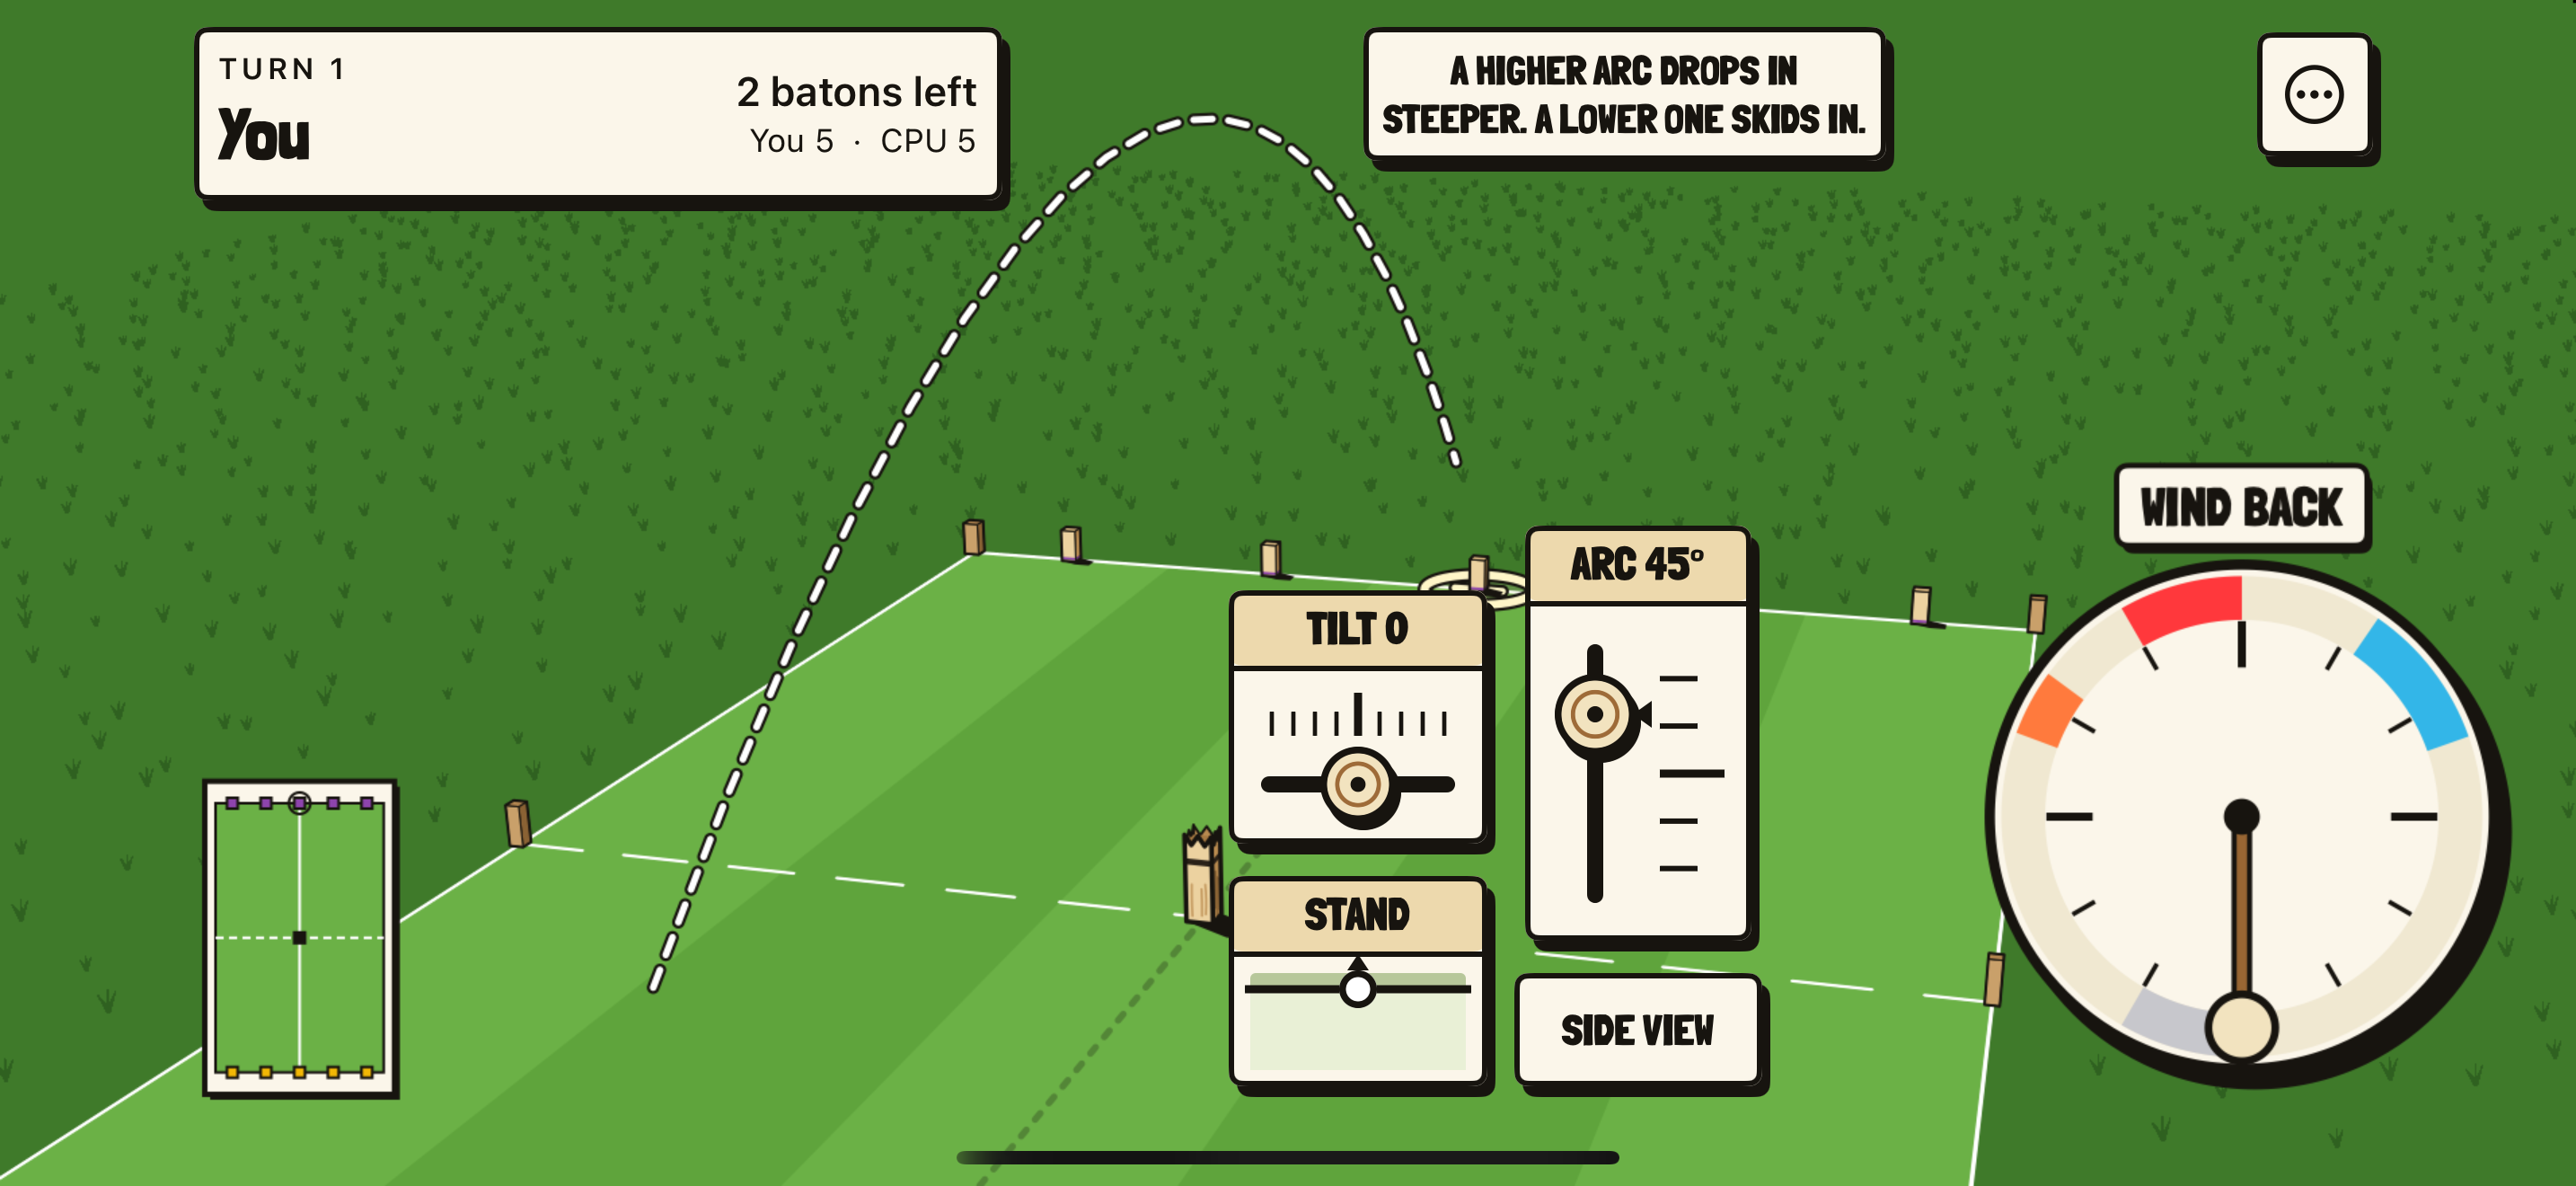 TURN 1
You
2 batons left
You 5 · CPU 5
A HIGHER ARC DROPS IN
STEEPER. A LOWER ONE SKIDS IN.
WIND BACK
ARC 45°
TILT 0
STAND
SIDE VIEW